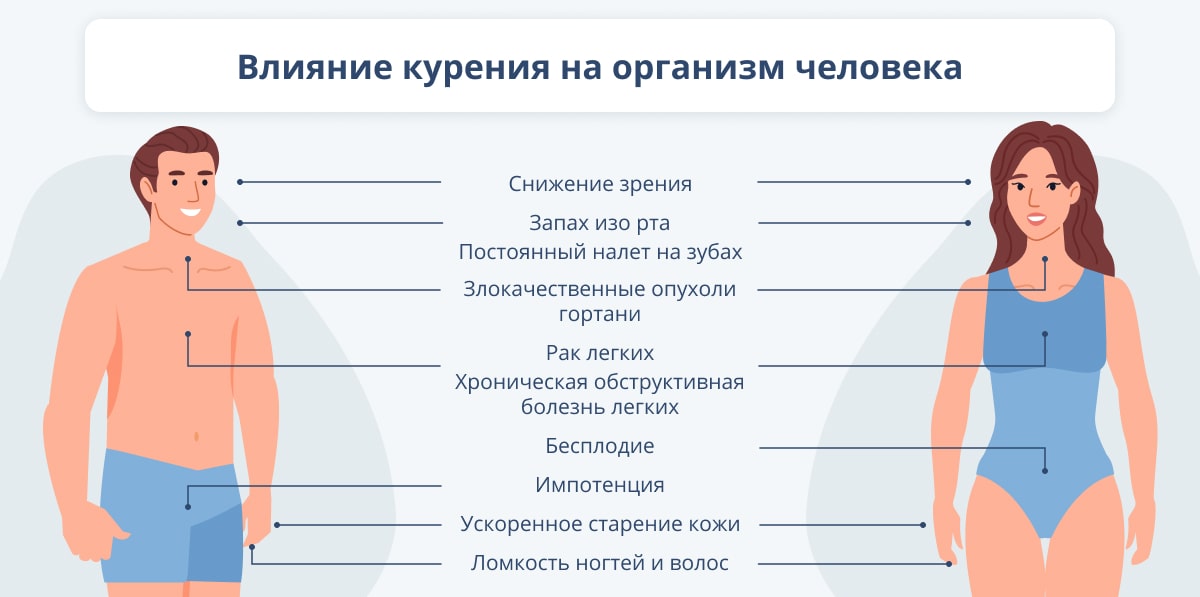 Влияние курения на организм человека
Снижение зрения
Запах изо рта
Постоянный налет на зубах
Злокачественные опухоли
гортани
Рак легких
Хроническая обструктивная
болезнь легких
Бесплодие
Импотенция
Ускоренное старение кожи
Ломкость ногтей и волос